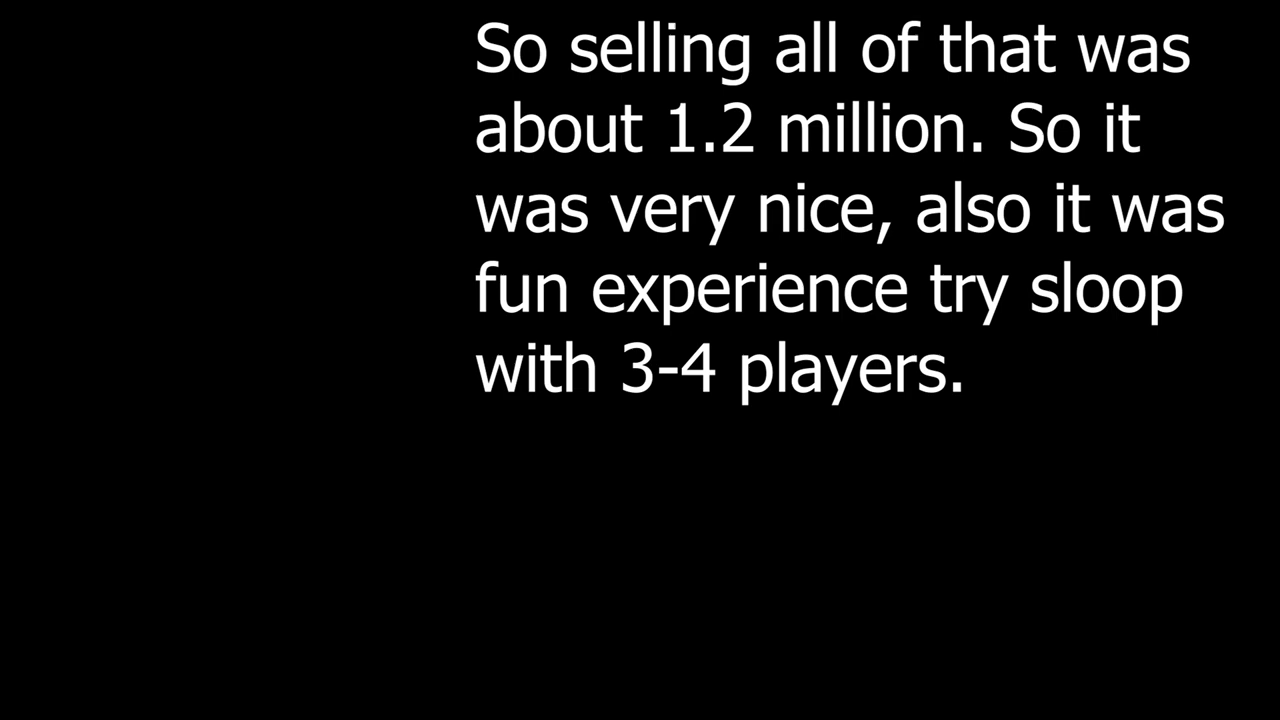 So selling all of that was
about 1.2 million. So it
was very nice, also it was
fun experience try sloop
with 3-4 players.